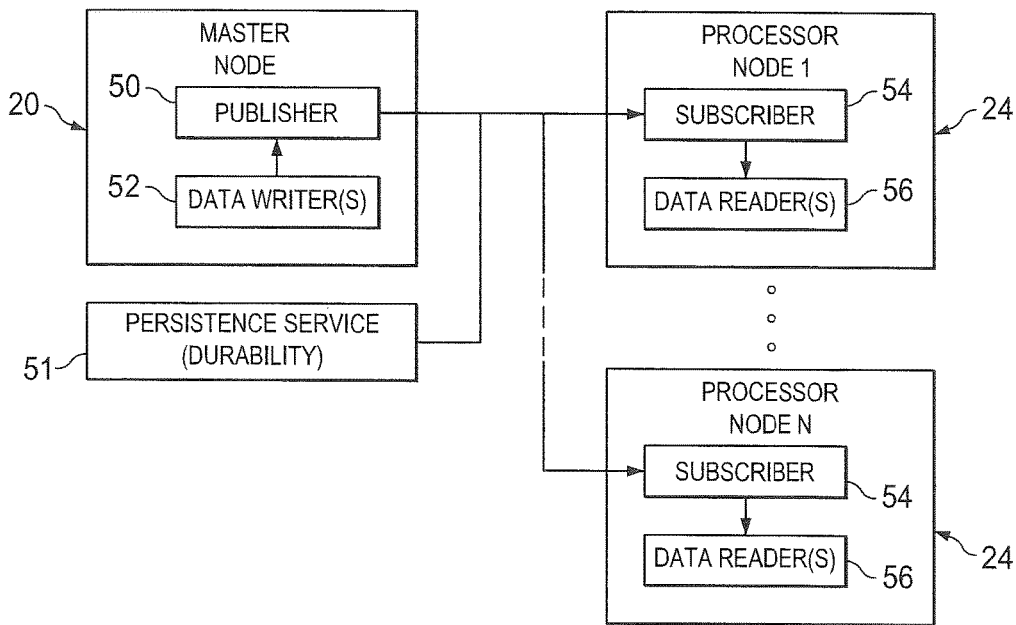 MASTER
NODE
20
50
PUBLISHER
52
DATA WRITER(S)
PERSISTENCE SERVICE
(DURABILITY)
51
PROCESSOR
NODE 1
SUBSCRIBER
54
24
DATA READER(S)
56
PROCESSOR
NODE N
SUBSCRIBER
54
DATA READER(S)
56
24